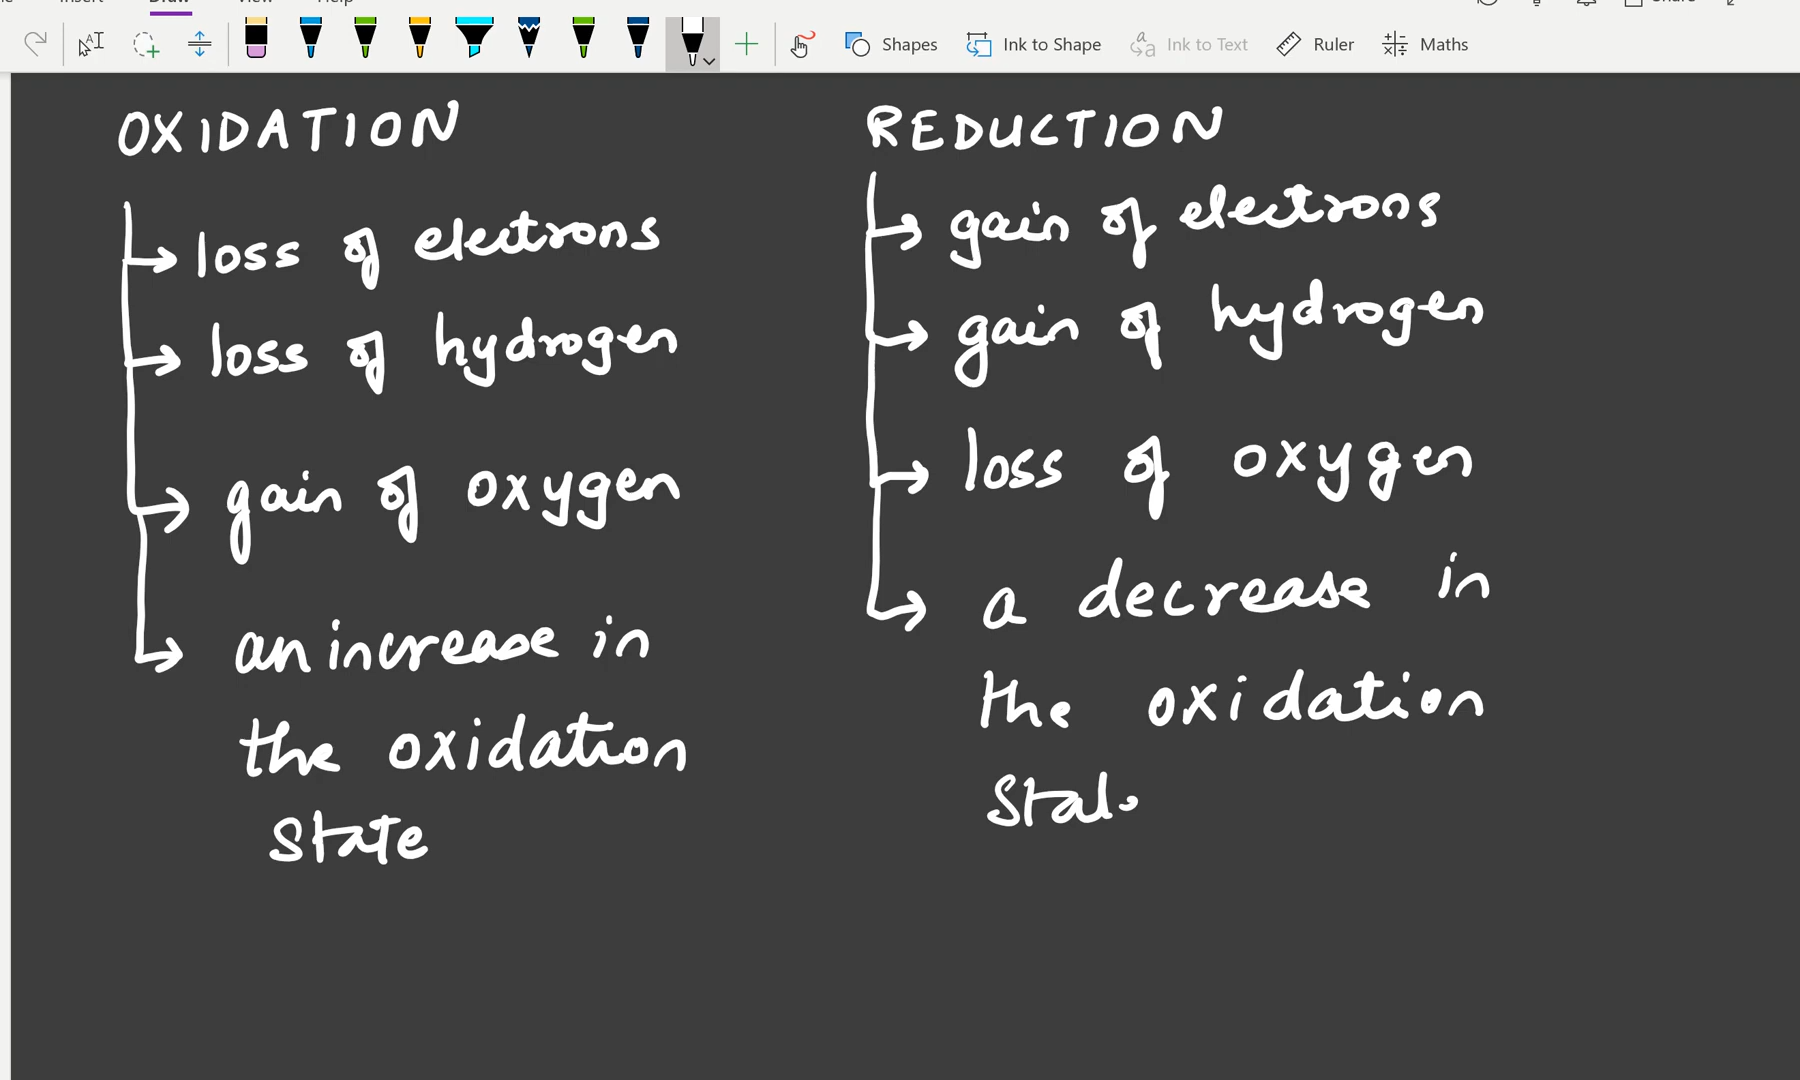 Draw
Help
Shapes
Ink to Shape
Ink to Text
Ruler
Maths
OXIDATION
loss of electrons
loss of hydrogen
gain of oxygen
an increase in
the oxidation
state
REDUCTION
gain of electrons
gain of hydrogen
loss of oxygen
a decrease in
the oxidation